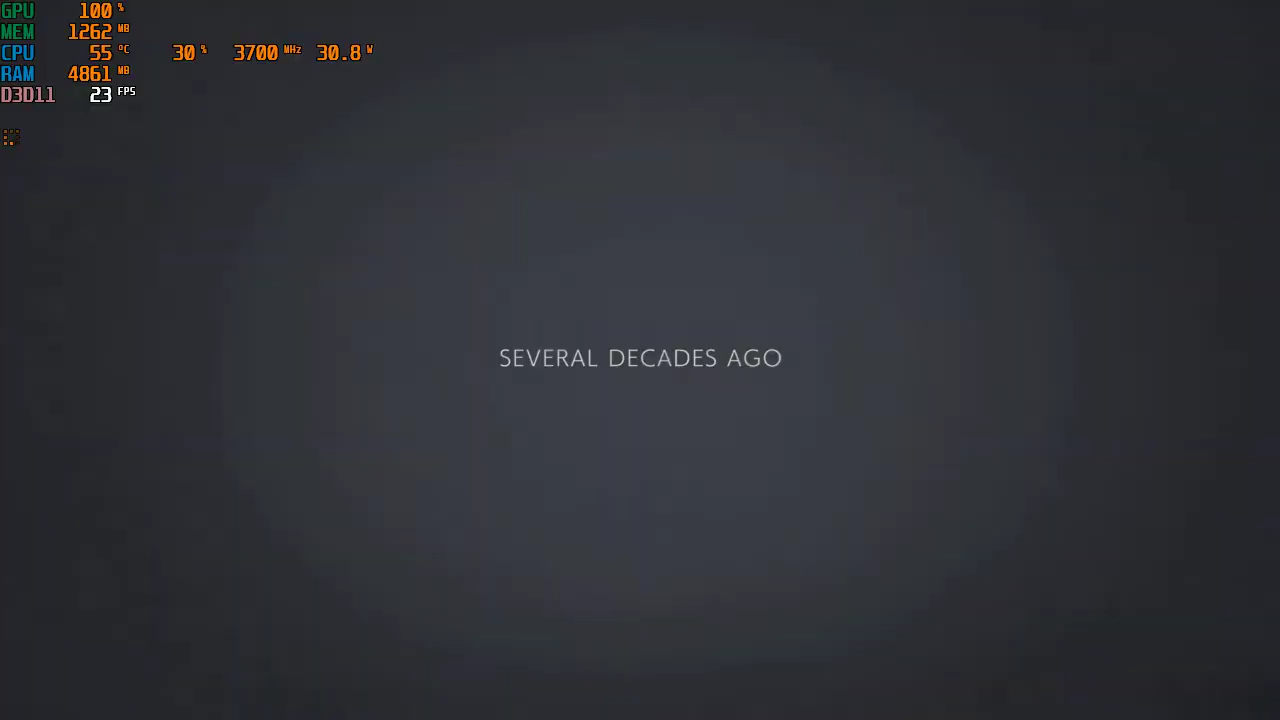 GPU 100 %
MEM 1262 MB
CPU 55 °C 30 % 3700 MHz 30.8 W
RAM 4861 MB
D3D11 23 FPS
SEVERAL DECADES AGO